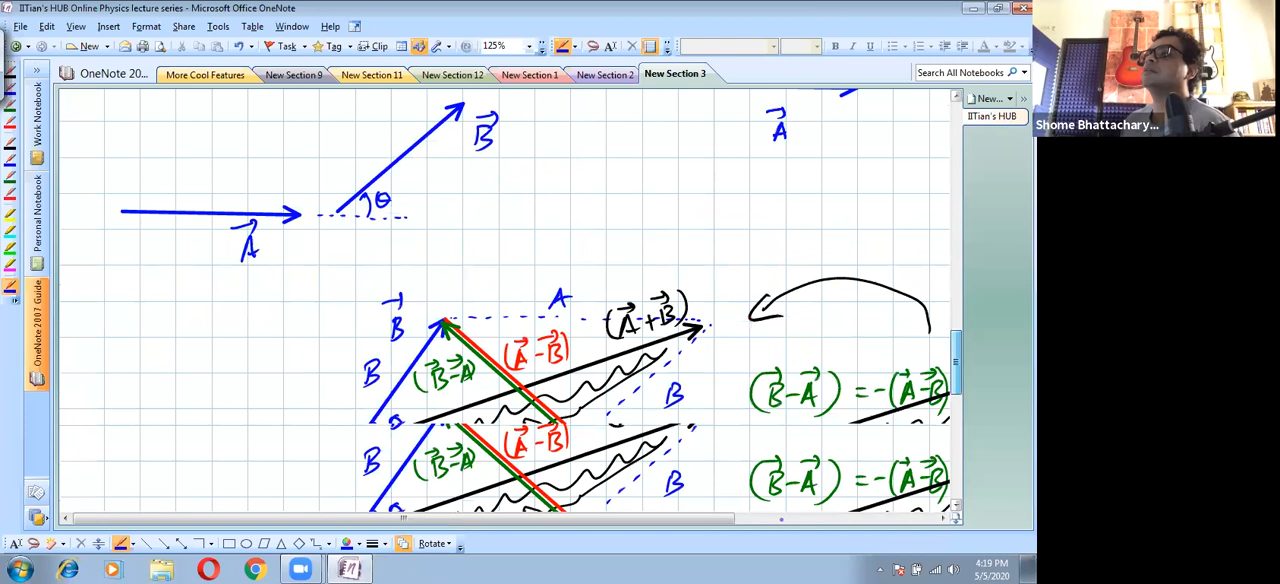 IITian's HUB Online Physics lecture series - Microsoft Office OneNote
File Edit View Insert Format Share Tools Table Window Help
New Task Tag Clip 125% B I U
OneNote 20... More Cool Features New Section 9 New Section 11 New Section 12 New Section 1 New Section 2 New Section 3 Search All Notebooks
New...
IITian's HUB
Shome Bhattachary...
Work Notebook
Personal Notebook
OneNote 2007 Guide
B⃗
A⃗
θ
A⃗
B⃗ A (A⃗+B⃗)
B (B⃗-A⃗) (A⃗-B⃗) B (B⃗-A⃗) = -(A⃗-B⃗)
B (B⃗-A⃗) (A⃗-B⃗) B (B⃗-A⃗) = -(A⃗-B⃗)
Rotate
4:19 PM
5/5/2020